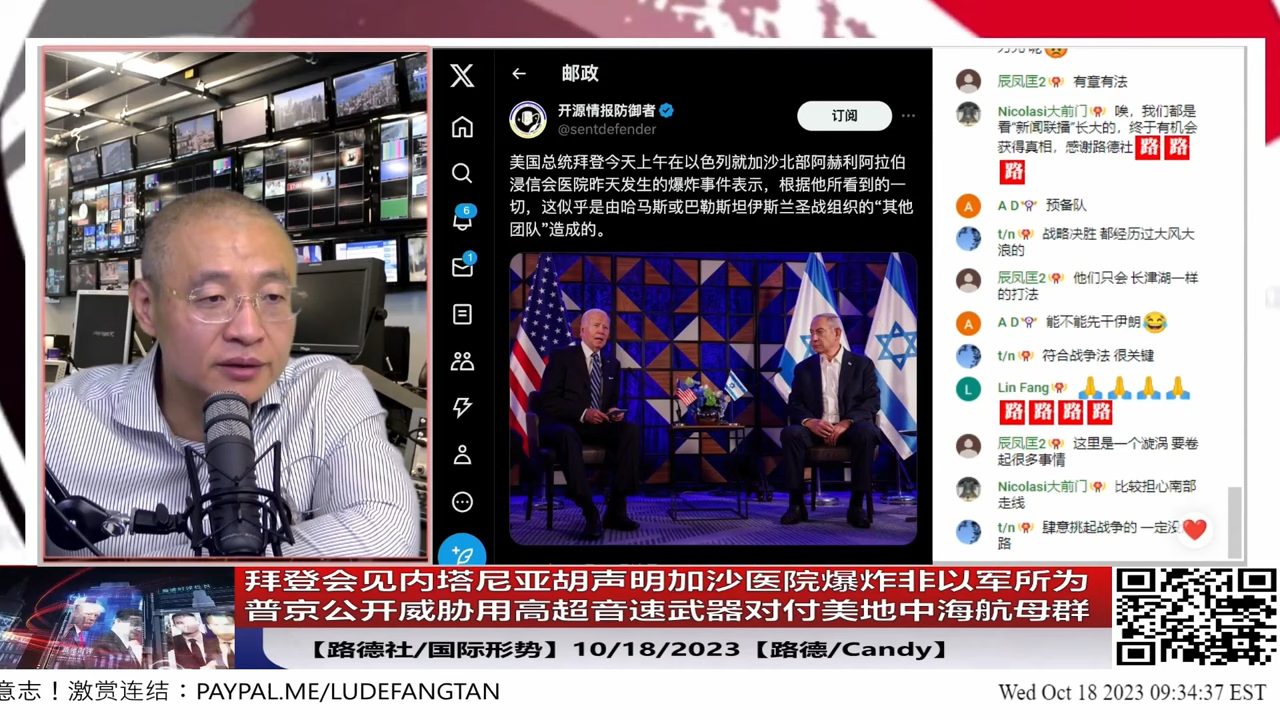 邮政
开源情报防御者
@sentdefender
订阅
6
1
美国总统拜登今天上午在以色列就加沙北部阿赫利阿拉伯
浸信会医院昨天发生的爆炸事件表示，根据他所看到的一
切，这似乎是由哈马斯或巴勒斯坦伊斯兰圣战组织的“其他
团队”造成的。
辰凤匡2 有章有法
Nicolasi大前门 唉，我们都是
看“新闻联播”长大的，终于有机会
获得真相，感谢路德社 路 路
路
A D 预备队
t/n 战略决胜 都经历过大风大
浪的
辰凤匡2 他们只会 长津湖一样
的打法
A D 能不能先干伊朗
t/n 符合战争法 很关键
Lin Fang
路 路 路 路
辰凤匡2 这里是一个漩涡 要卷
起很多事情
Nicolasi大前门 比较担心南部
走线
t/n 肆意挑起战争的 一定没
路
拜登会见内塔尼亚胡声明加沙医院爆炸非以军所为
普京公开威胁用高超音速武器对付美地中海航母群
【路德社/国际形势】10/18/2023【路德/Candy】
意志！激赏连结：PAYPAL.ME/LUDEFANGTAN
Wed Oct 18 2023 09:34:37 EST